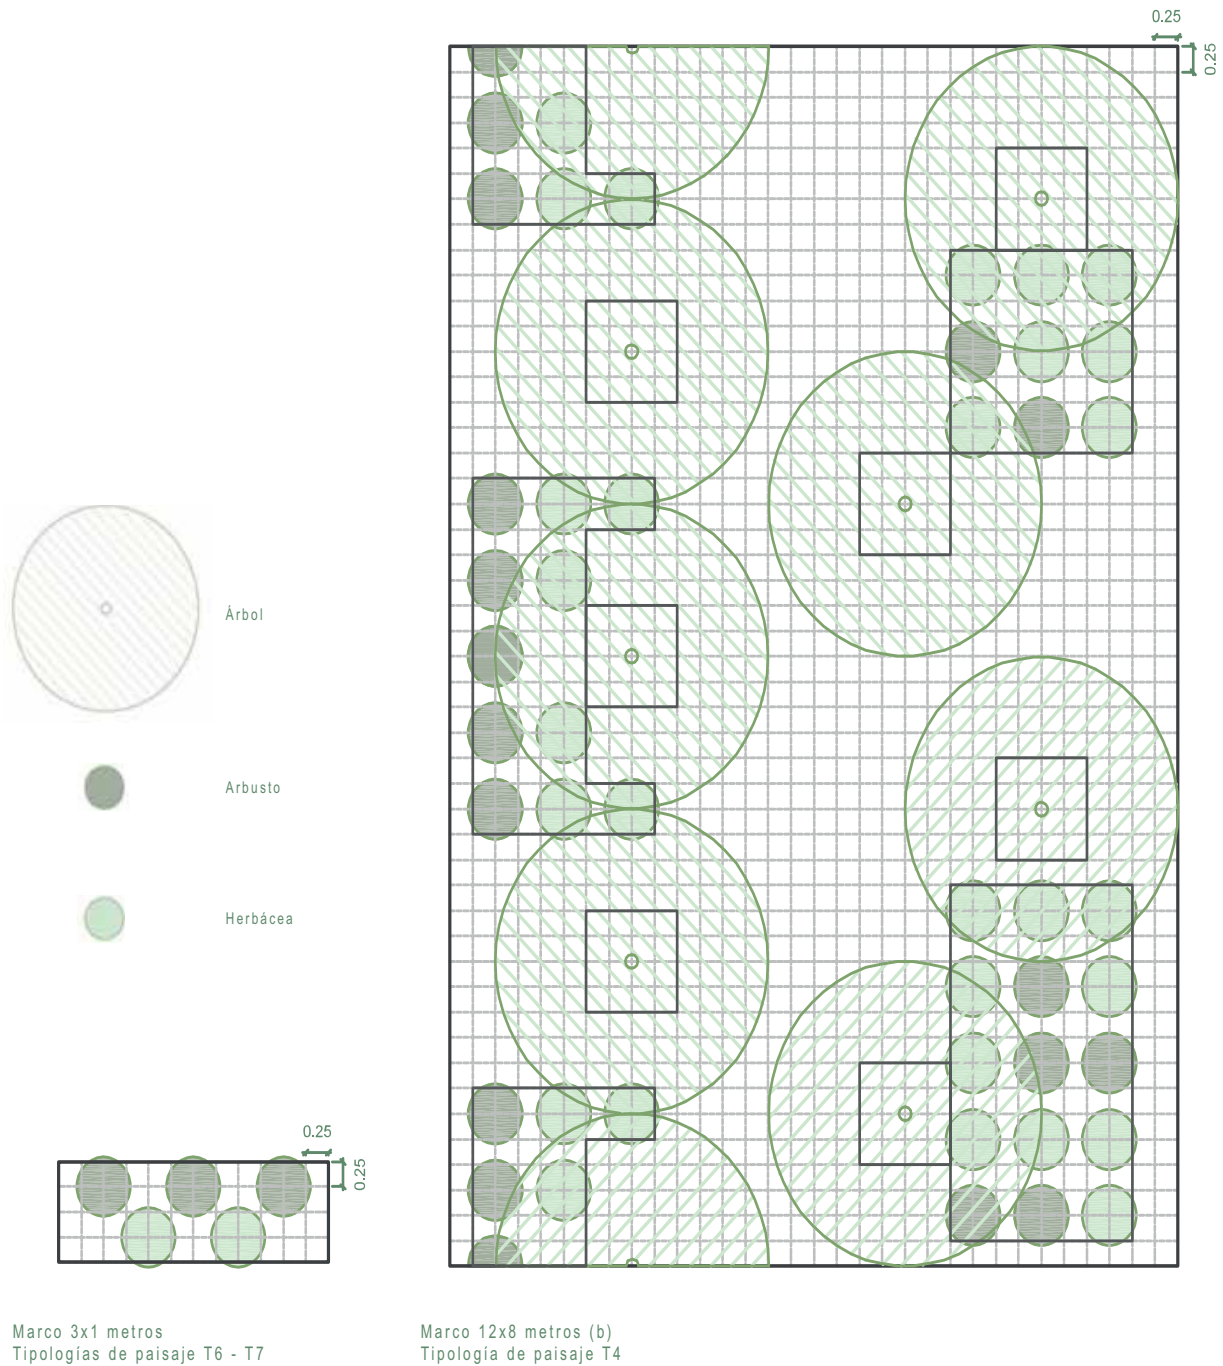 0.25
0.25
Árbol
Arbusto
Herbácea
0.25
0.25
Marco 3x1 metros
Tipologías de paisaje T6 - T7
Marco 12x8 metros (b)
Tipología de paisaje T4